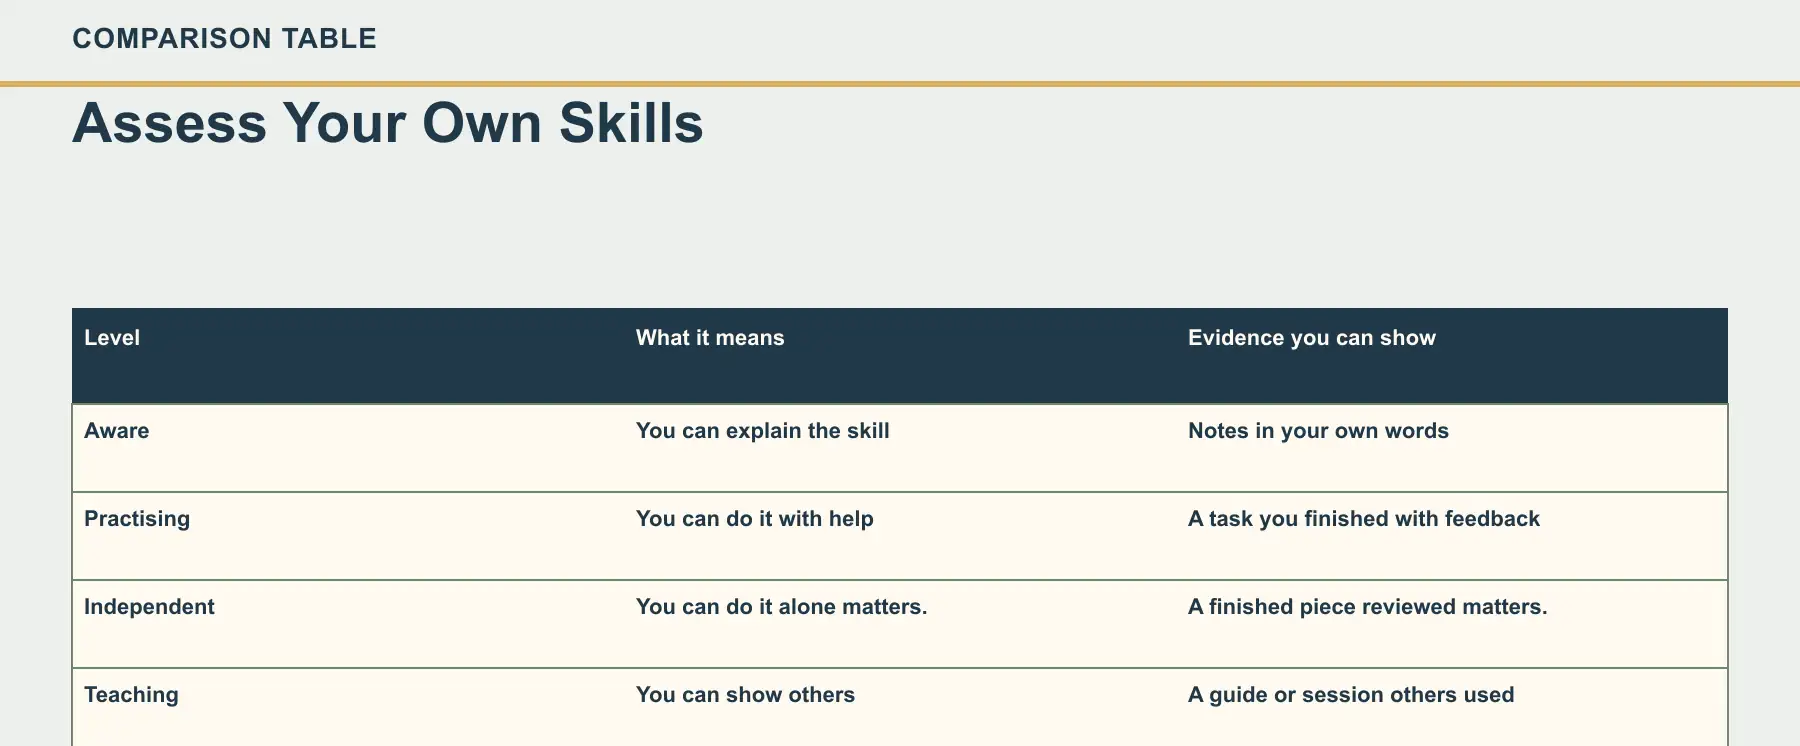 COMPARISON TABLE
Assess Your Own Skills
Level What it means Evidence you can show
Aware You can explain the skill Notes in your own words
Practising You can do it with help A task you finished with feedback
Independent You can do it alone matters. A finished piece reviewed matters.
Teaching You can show others A guide or session others used